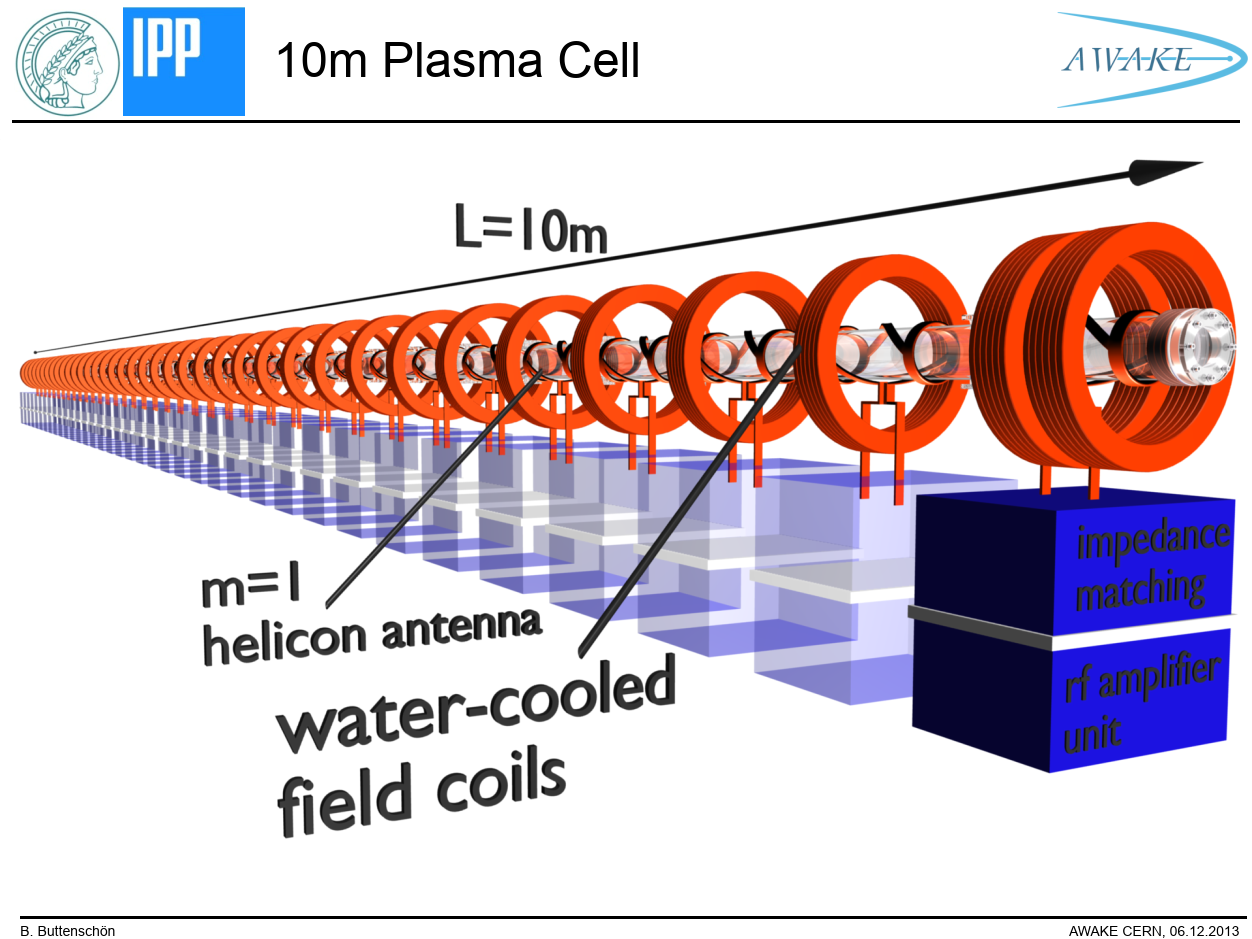 IPP
10m Plasma Cell
AWAKE
L=10m
m=1
helicon antenna
water-cooled
field coils
impedance
matching
rf amplifier
unit
B. Buttenschön
AWAKE CERN, 06.12.2013